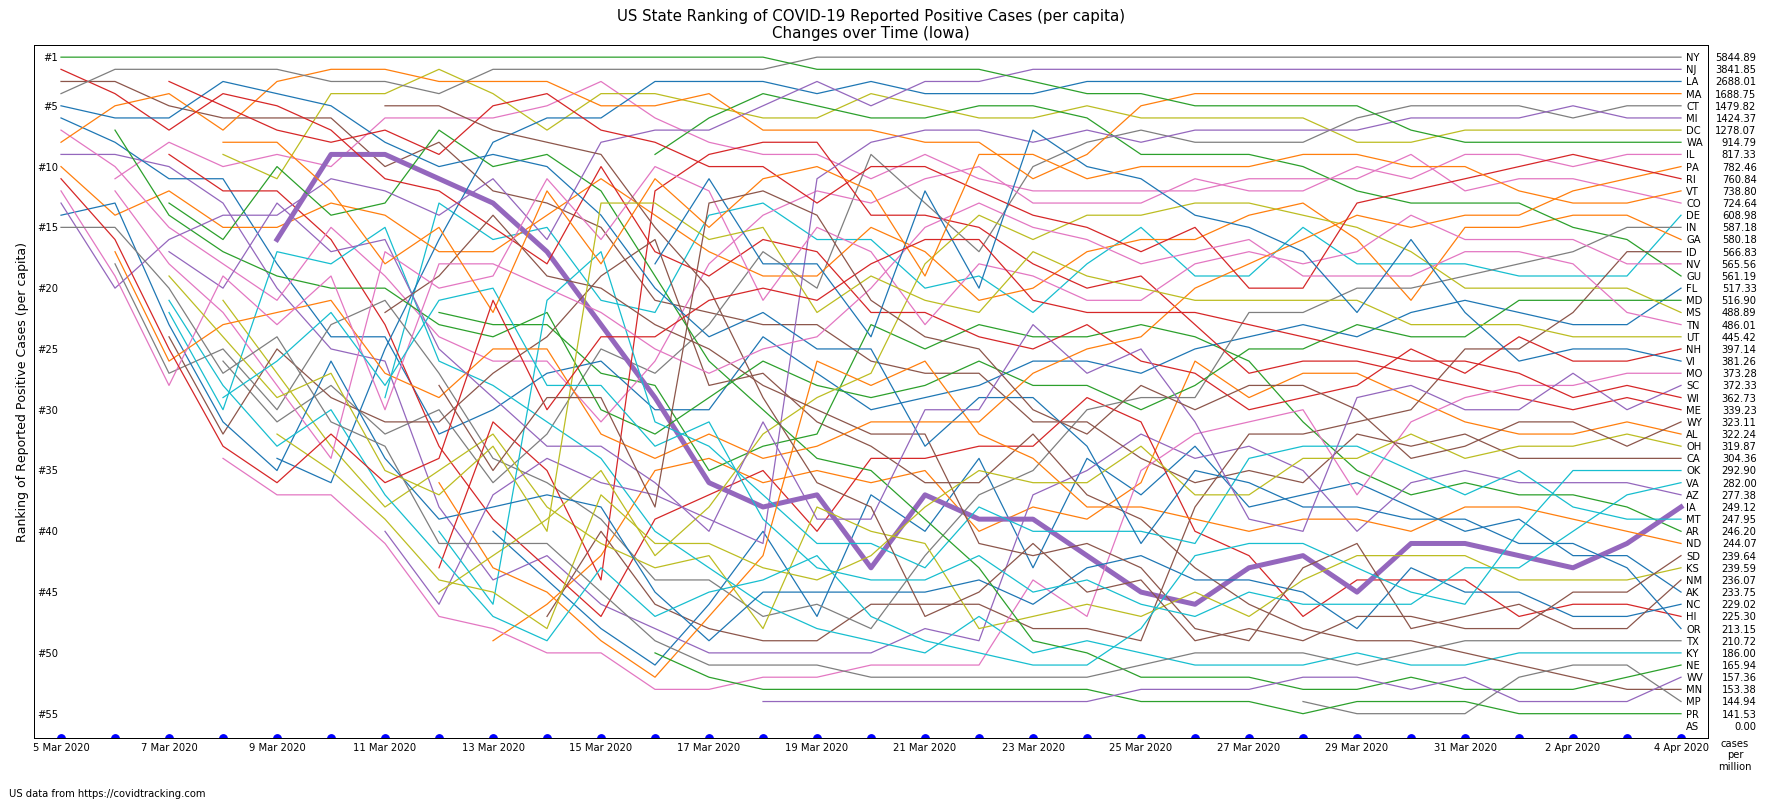 US State Ranking of COVID-19 Reported Positive Cases (per capita)
Changes over Time (Iowa)
Ranking of Reported Positive Cases (per capita)
#1
#5
#10
#15
#20
#25
#30
#35
#40
#45
#50
#55
NY 5844.89
NJ 3841.85
LA 2688.01
MA 1688.75
CT 1479.82
MI 1424.37
DC 1278.07
WA 914.79
IL 817.33
PA 782.46
RI 760.84
VT 738.80
CO 724.64
DE 608.98
IN 587.18
GA 580.18
ID 566.83
NV 565.56
GU 561.19
FL 517.33
MD 516.90
MS 488.89
TN 486.01
UT 445.42
NH 397.14
VI 381.26
MO 373.28
SC 372.33
WI 362.73
ME 339.23
WY 323.11
AL 322.24
OH 319.87
CA 304.36
OK 292.90
VA 282.00
AZ 277.38
IA 249.12
MT 247.95
AR 246.20
ND 244.07
SD 239.64
KS 239.59
NM 236.07
AK 233.75
NC 229.02
HI 225.30
OR 213.15
TX 210.72
KY 186.00
NE 165.94
WV 157.36
MN 153.38
MP 144.94
PR 141.53
AS 0.00
5 Mar 2020 7 Mar 2020 9 Mar 2020 11 Mar 2020 13 Mar 2020 15 Mar 2020 17 Mar 2020 19 Mar 2020 21 Mar 2020 23 Mar 2020 25 Mar 2020 27 Mar 2020 29 Mar 2020 31 Mar 2020 2 Apr 2020 4 Apr 2020
cases
per
million
US data from https://covidtracking.com